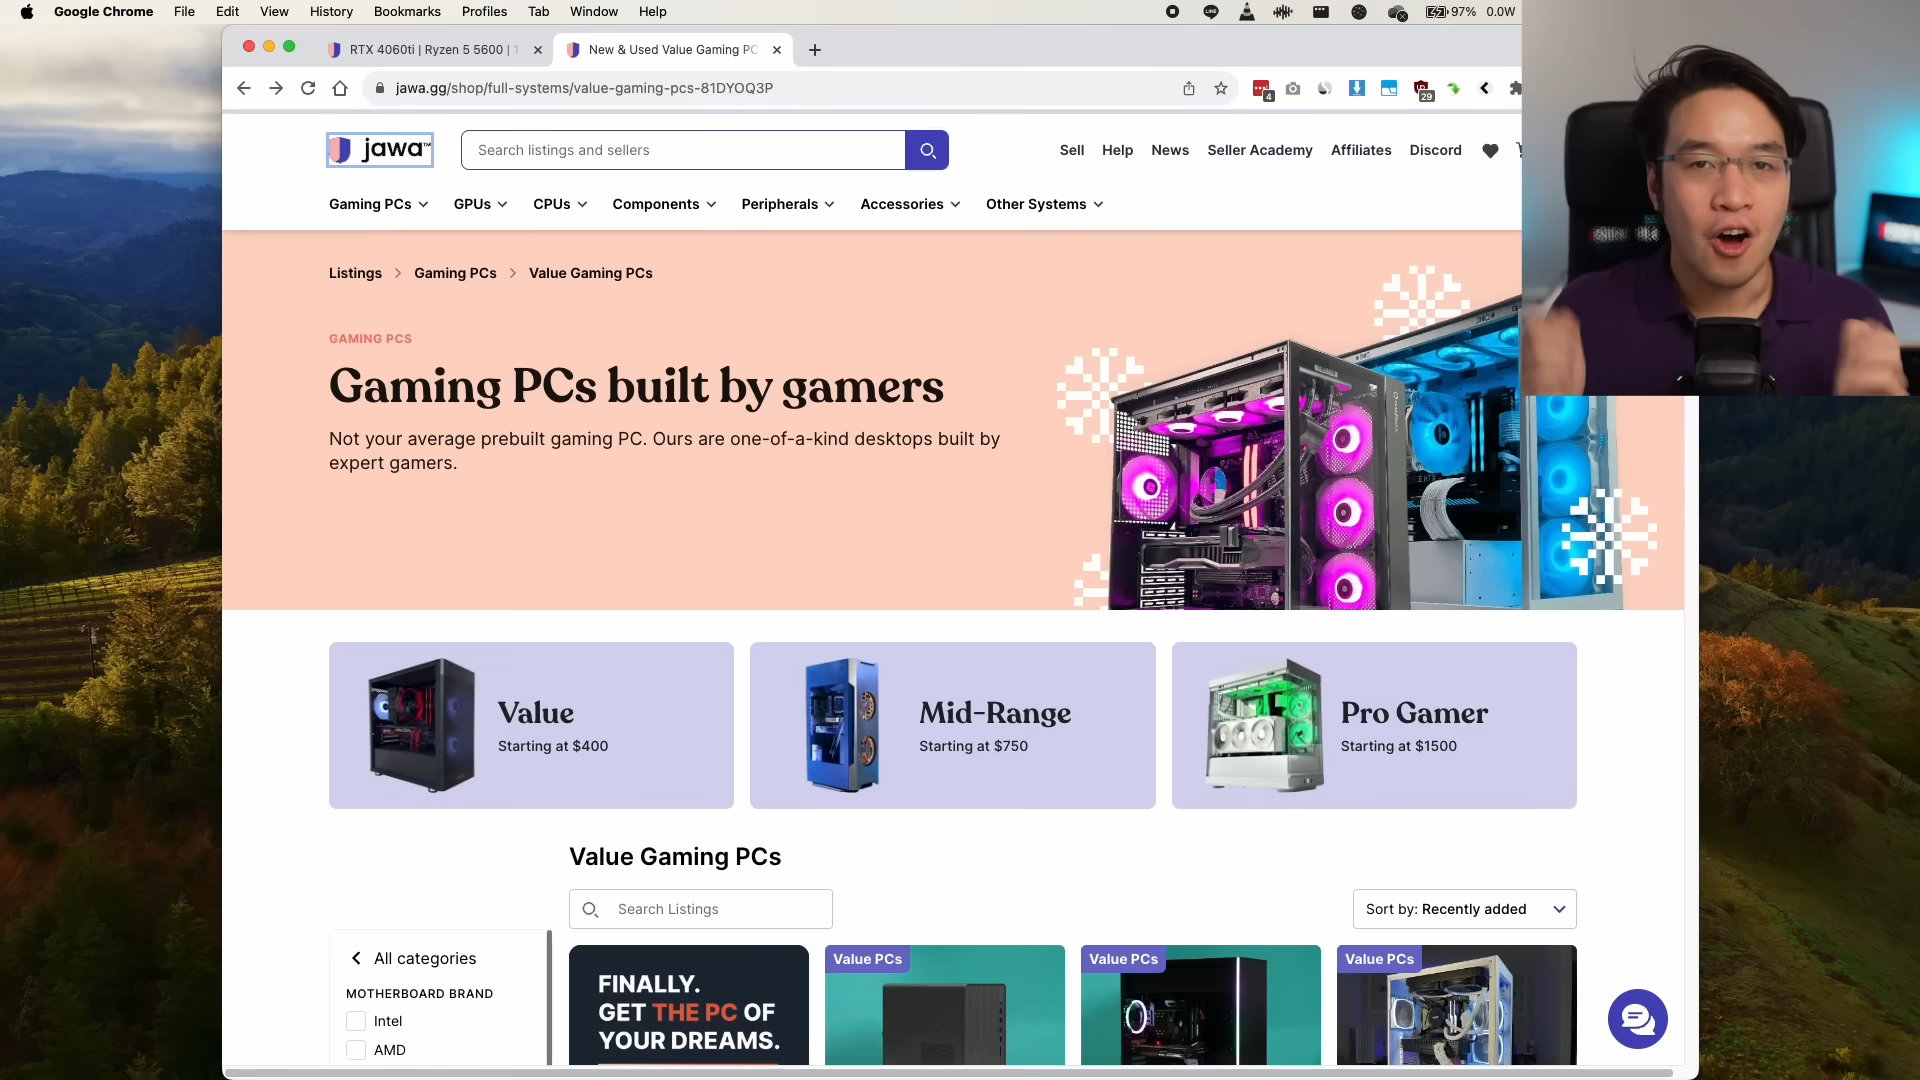 Google Chrome File Edit View History Bookmarks Profiles Tab Window Help 97% 0.0W
RTX 4060ti | Ryzen 5 5600 | 1
New & Used Value Gaming PC
jawa.gg/shop/full-systems/value-gaming-pcs-81DYOQ3P
4
29
jawa™
Search listings and sellers
Sell Help News Seller Academy Affiliates Discord
Gaming PCs GPUs CPUs Components Peripherals Accessories Other Systems
Listings > Gaming PCs > Value Gaming PCs
GAMING PCS
Gaming PCs built by gamers
Not your average prebuilt gaming PC. Ours are one-of-a-kind desktops built by
expert gamers.
Value
Starting at $400
Mid-Range
Starting at $750
Pro Gamer
Starting at $1500
Value Gaming PCs
Search Listings
Sort by: Recently added
All categories
MOTHERBOARD BRAND
Intel
AMD
FINALLY.
GET THE PC OF
YOUR DREAMS.
Value PCs
Value PCs
Value PCs